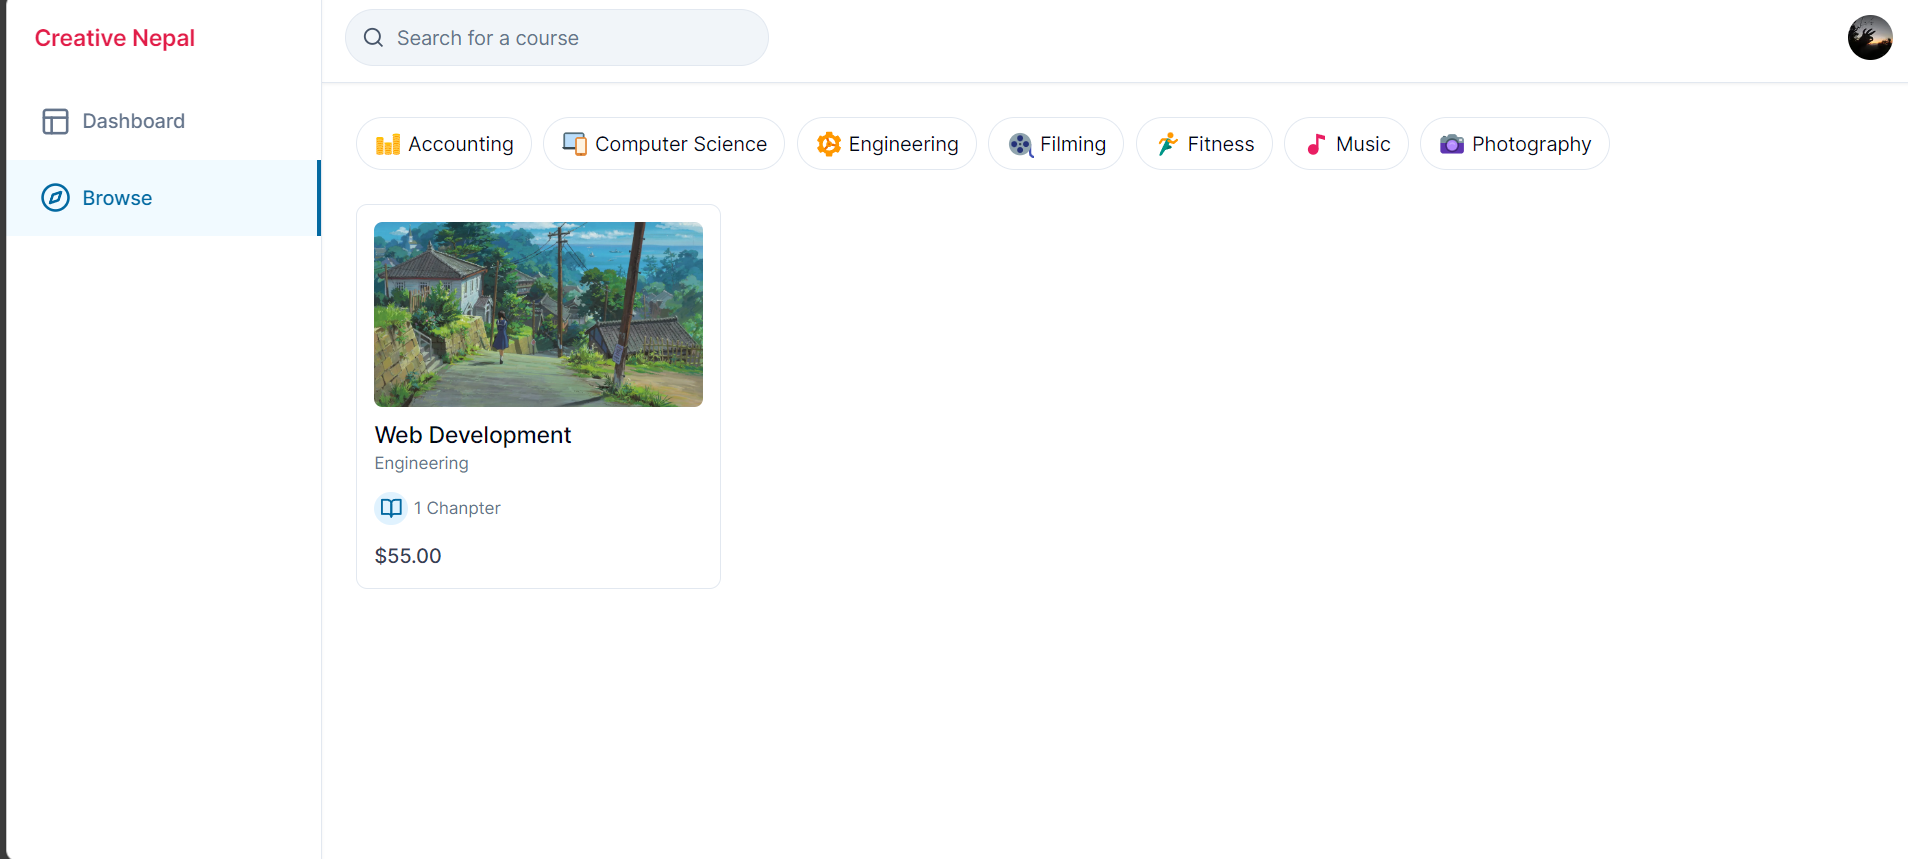 Creative Nepal
Search for a course
Dashboard
Browse
Accounting
Computer Science
Engineering
Filming
Fitness
Music
Photography
Web Development
Engineering
1 Chanpter
$55.00